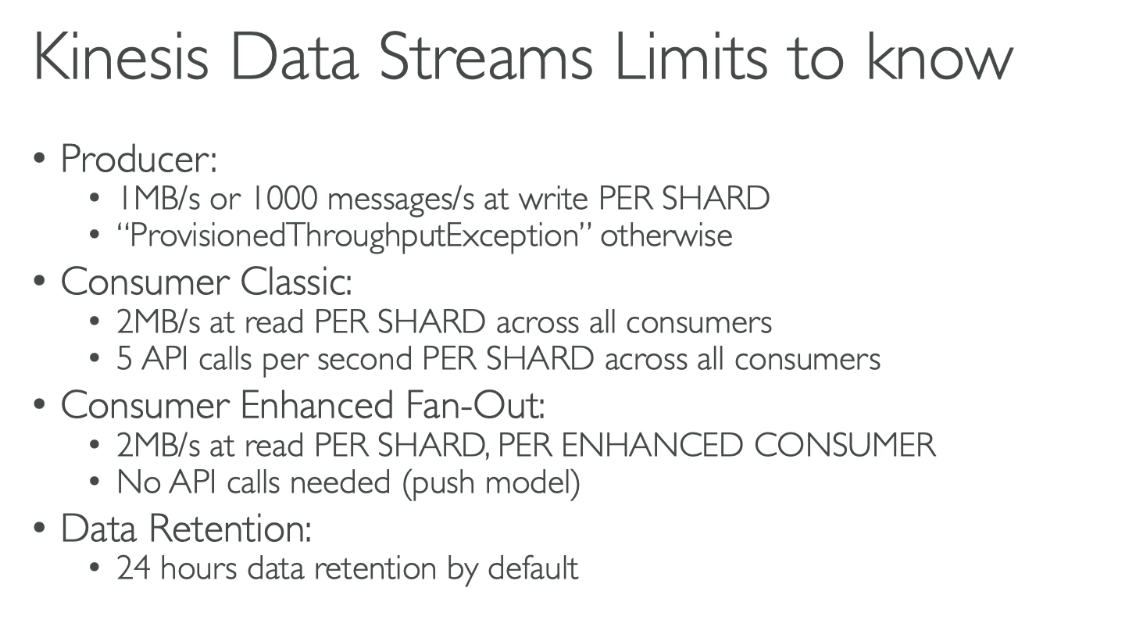 Kinesis Data Streams Limits to know
• Producer:
• 1MB/s or 1000 messages/s at write PER SHARD
• “ProvisionedThroughputException” otherwise
• Consumer Classic:
• 2MB/s at read PER SHARD across all consumers
• 5 API calls per second PER SHARD across all consumers
• Consumer Enhanced Fan-Out:
• 2MB/s at read PER SHARD, PER ENHANCED CONSUMER
• No API calls needed (push model)
• Data Retention:
• 24 hours data retention by default